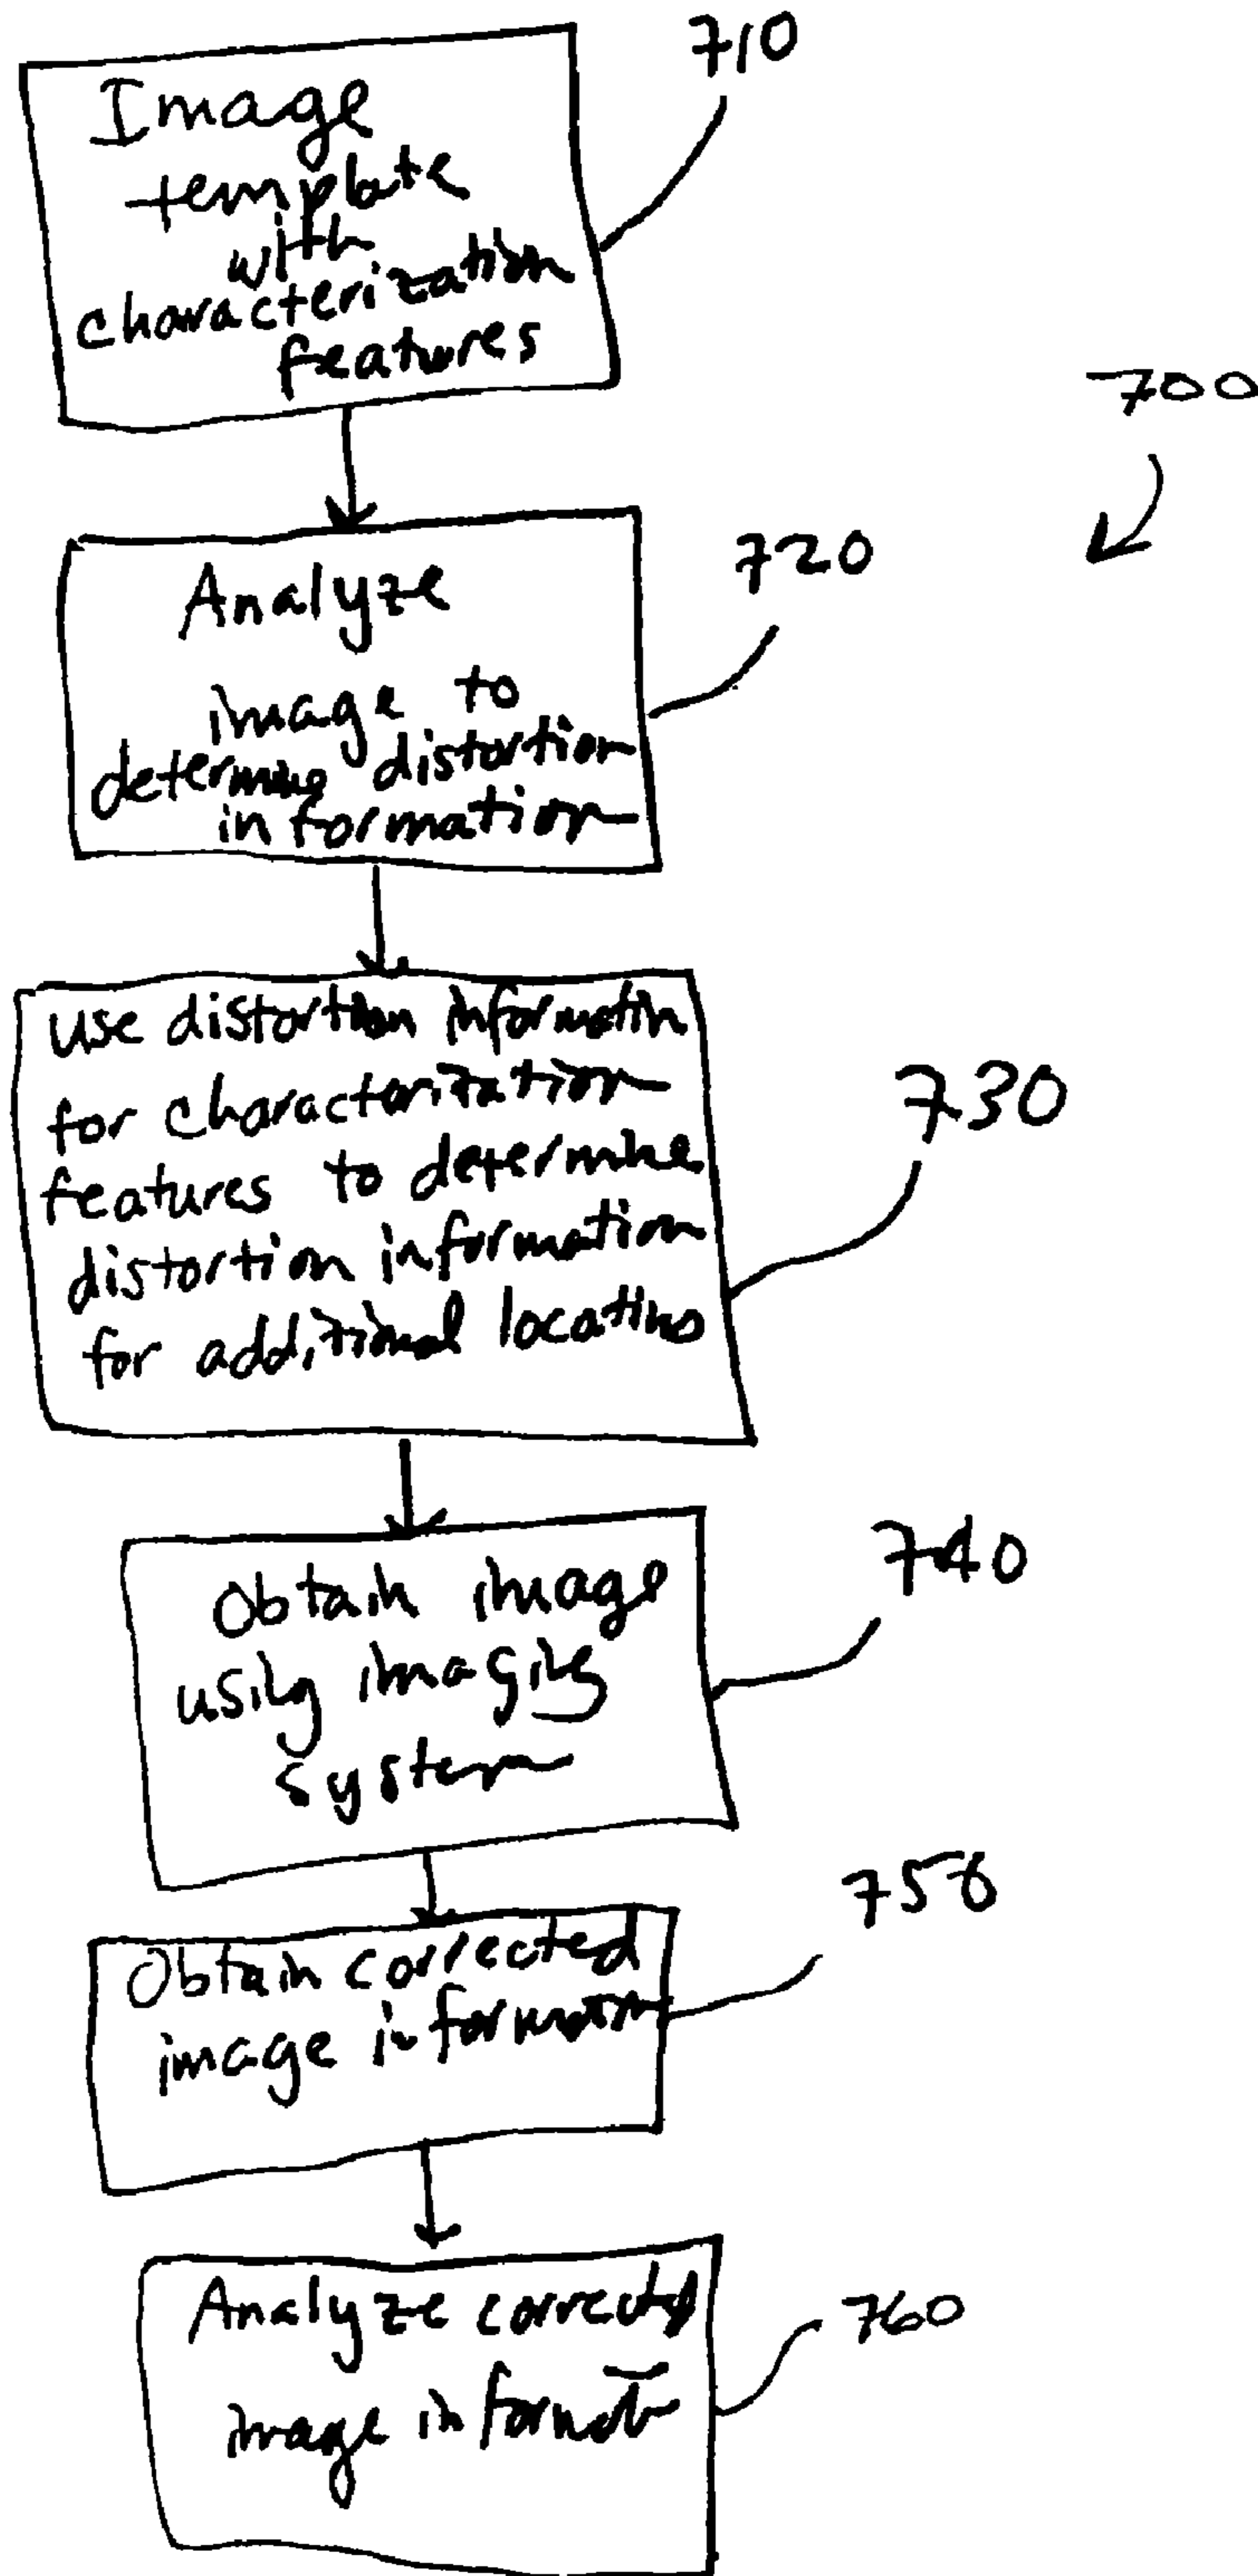 710
Image
template
with
characterization
features
700
720
Analyze
image to
determine distortion
information
730
use distortion informatin
for characterization
features to determine
distortion information
for additional locations
740
Obtain image
using imaging
system
750
Obtain corrected
image information
760
Analyze corrected
image informat